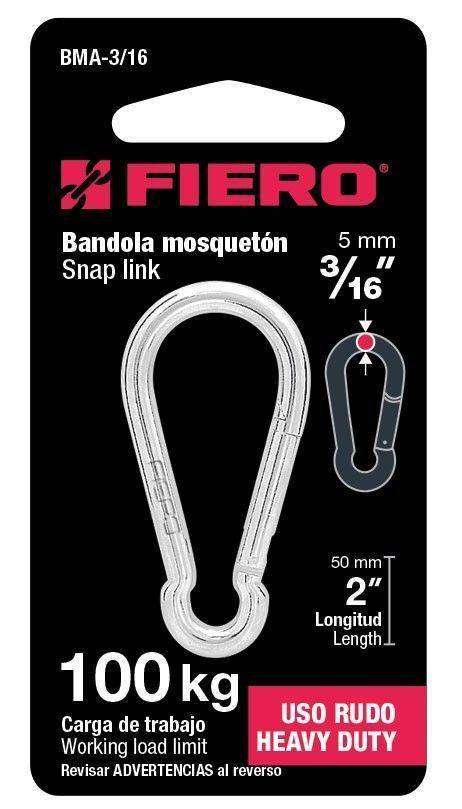 BMA-3/16
FIERO®
Bandola mosquetón
Snap link
5 mm
3/16"
FIERO
50 mm
2"
Longitud
Length
100 kg
Carga de trabajo
Working load limit
Revisar ADVERTENCIAS al reverso
USO RUDO
HEAVY DUTY